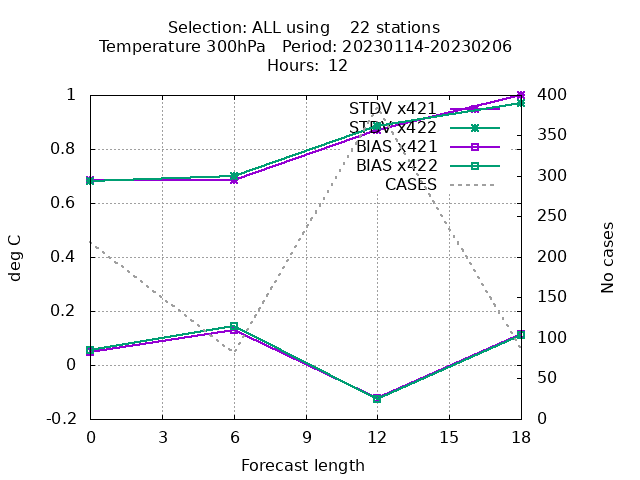 Selection: ALL using    22 stations
Temperature 300hPa   Period: 20230114-20230206
Hours: 12
STDV x421
STDV x422
BIAS x421
BIAS x422
CASES
1
0.8
0.6
0.4
0.2
0
-0.2
deg C
400
350
300
250
200
150
100
50
0
No cases
0 3 6 9 12 15 18
Forecast length